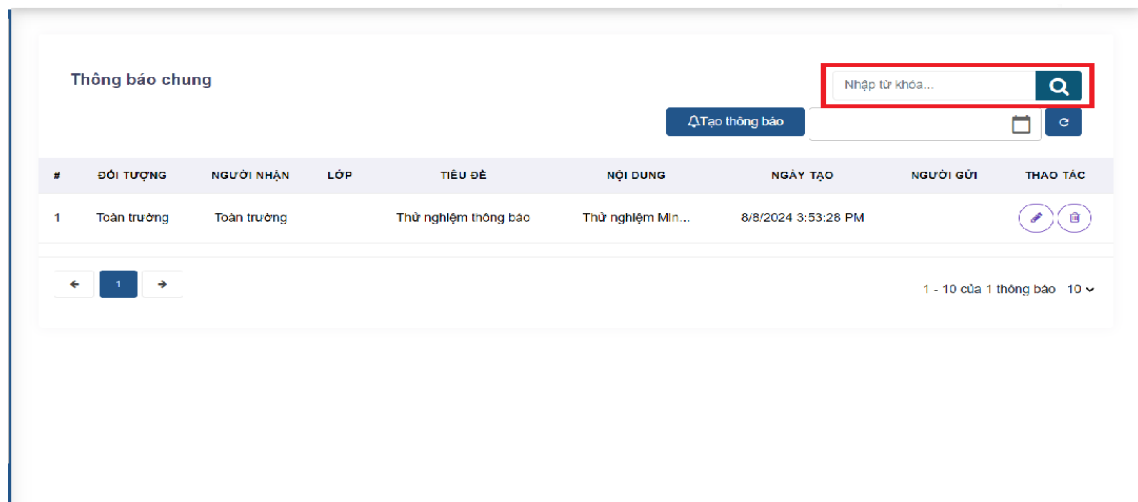 Thông báo chung
Nhập từ khóa...
Tạo thông báo
# ĐỐI TƯỢNG NGƯỜI NHẬN LỚP TIÊU ĐỀ NỘI DUNG NGÀY TẠO NGƯỜI GỬI THAO TÁC
1 Toàn trường Toàn trường Thử nghiệm thông báo Thử nghiệm Min... 8/8/2024 3:53:28 PM
1
1 - 10 của 1 thông báo 10